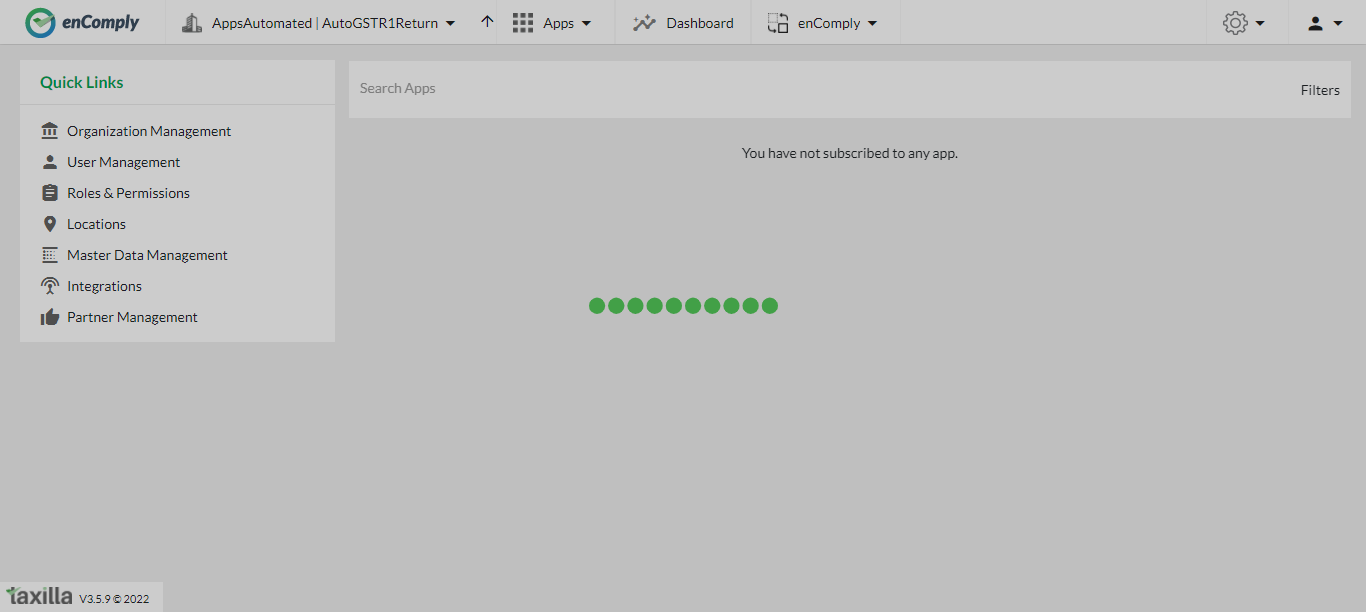 enComply
AppsAutomated | AutoGSTR1Return
Apps
Dashboard
enComply
Quick Links
Organization Management
User Management
Roles & Permissions
Locations
Master Data Management
Integrations
Partner Management
Search Apps
Filters
You have not subscribed to any app.
taxilla V3.5.9 © 2022